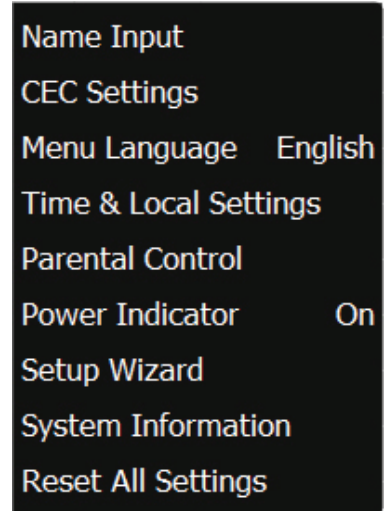 Name Input
CEC Settings
Menu Language English
Time & Local Settings
Parental Control
Power Indicator On
Setup Wizard
System Information
Reset All Settings